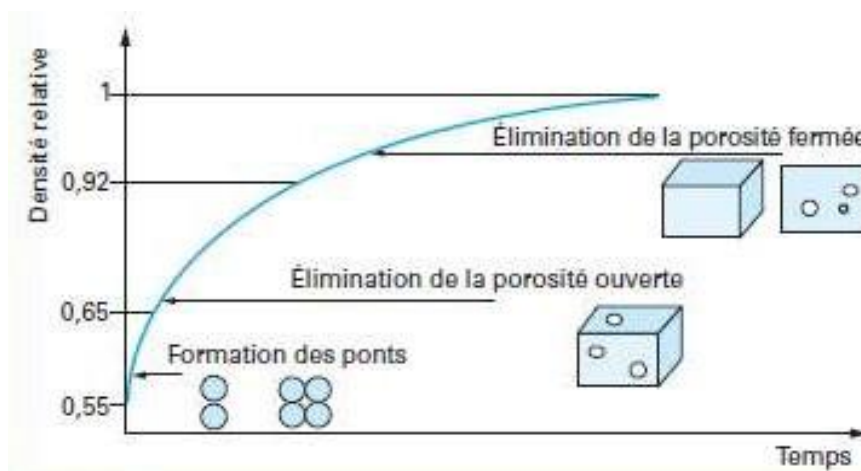 Densité relative
1
Élimination de la porosité fermée
0,92
Élimination de la porosité ouverte
0,65
Formation des ponts
0,55
Temps